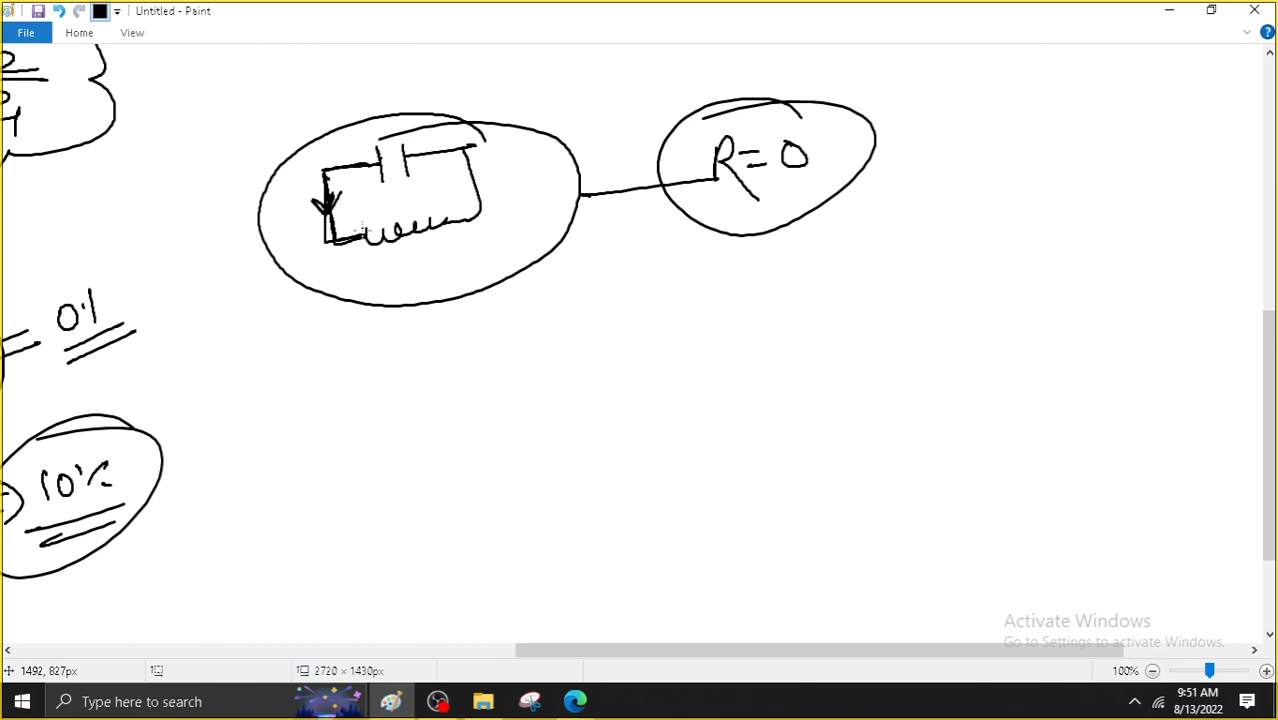 Untitled - Paint
File Home View
R = 0
= 0.1
10%
Activate Windows
Go to Settings to activate Windows.
1492, 827px
2720 × 1430px
100%
Type here to search
9:51 AM
8/13/2022